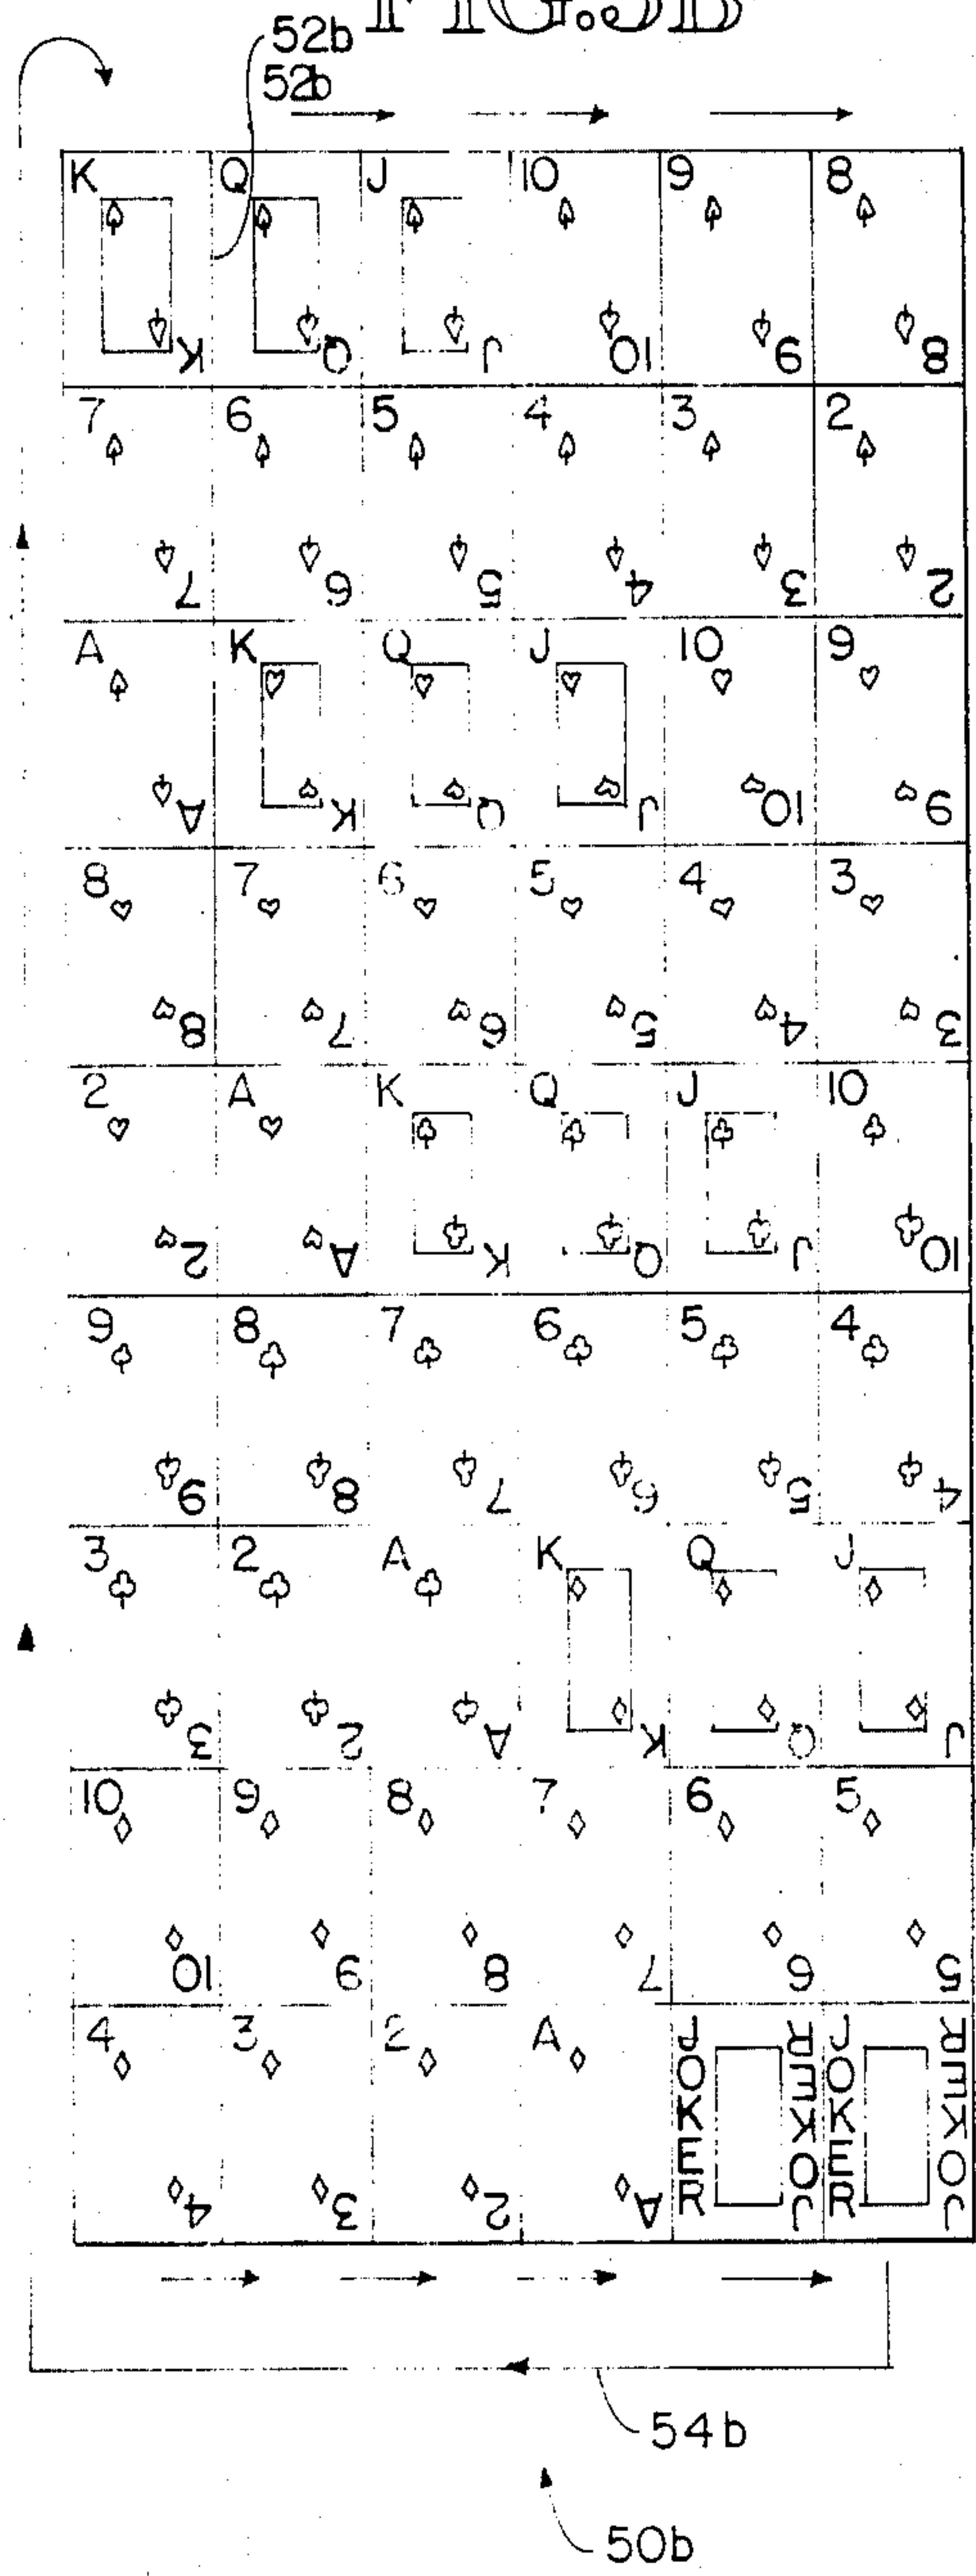 FIG.5B
52b
52b
K Q J 10 9 8
K Q J 10 9 8
7 6 5 4 3 2
7 6 5 4 3 2
A K Q J 10 9
A K Q J 10 9
8 7 6 5 4 3
8 7 6 5 4 3
2 A K Q J 10
2 A K Q J 10
9 8 7 6 5 4
9 8 7 6 5 4
3 2 A K Q J
3 2 A K Q J
10 9 8 7 6 5
10 9 8 7 6 5
4 3 2 A JOKER JOKER JOKER JOKER
4 3 2 A
54b
50b